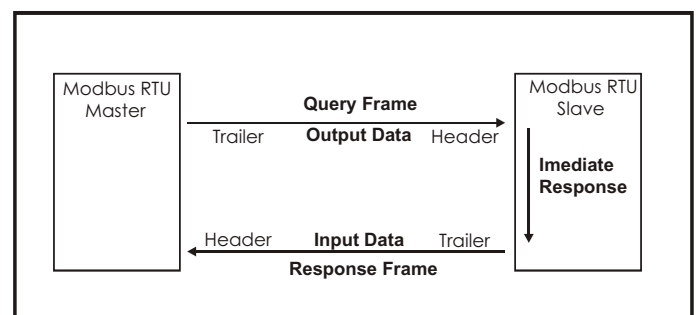 Modbus RTU
Master
Query Frame
Trailer Output Data Header
Modbus RTU
Slave
Imediate
Response
Header Input Data Trailer
Response Frame